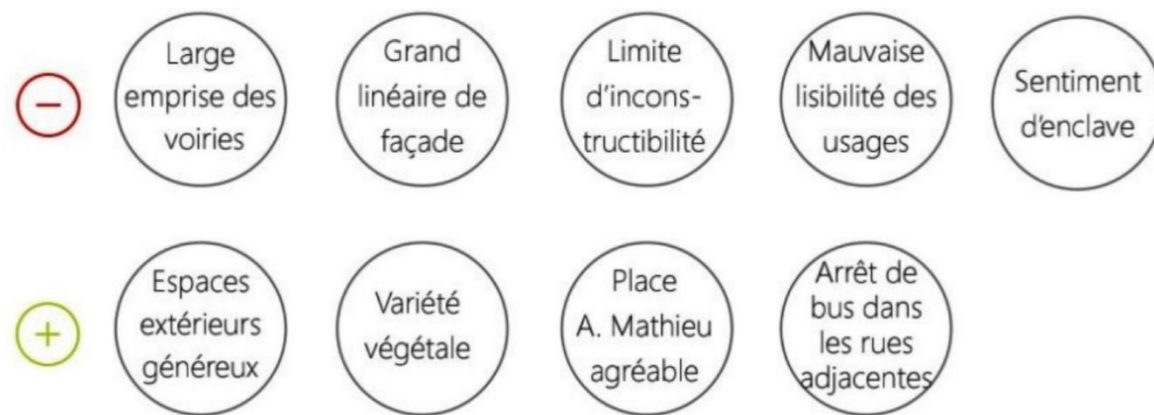 −
Large
emprise des
voiries
Grand
linéaire de
façade
Limite
d'incons-
tructibilité
Mauvaise
lisibilité des
usages
Sentiment
d'enclave
+
Espaces
extérieurs
généreux
Variété
végétale
Place
A. Mathieu
agréable
Arrêt de
bus dans
les rues
adjacentes